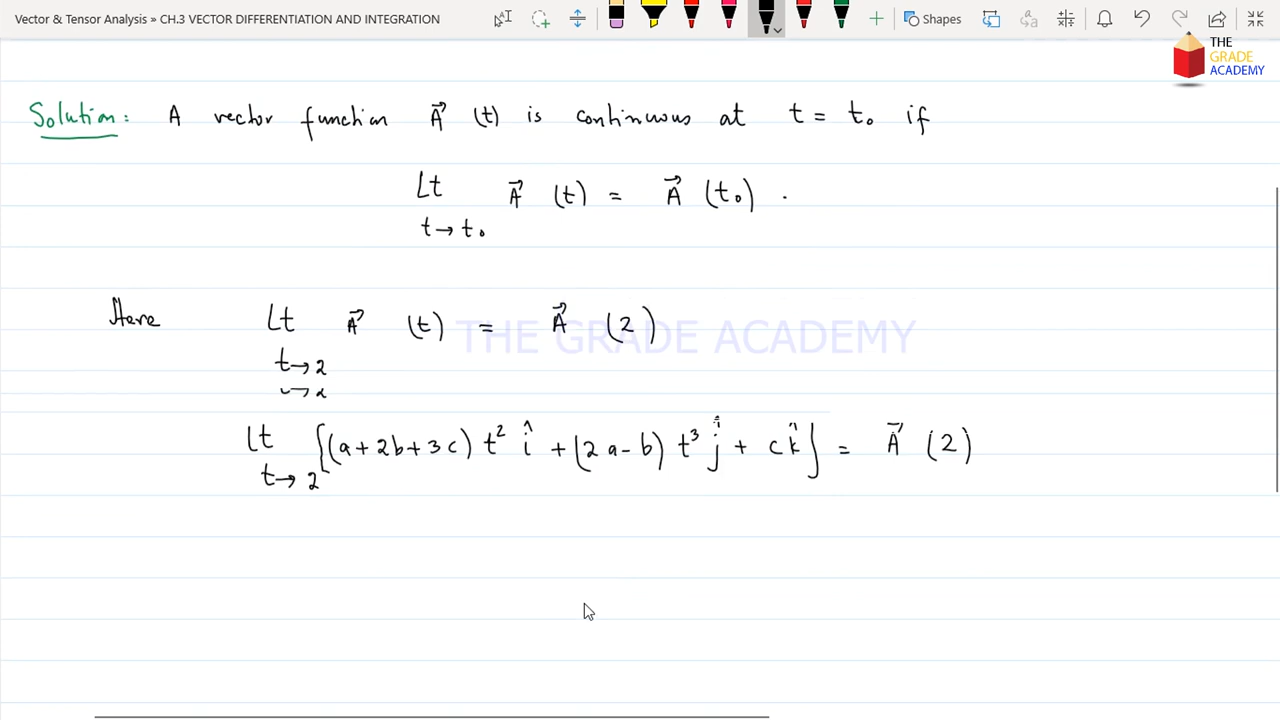 Vector & Tensor Analysis » CH.3 VECTOR DIFFERENTIATION AND INTEGRATION
Shapes
THE
GRADE
ACADEMY
Solution: A vector function A⃗ (t) is continuous at t = t₀ if
Lt A⃗ (t) = A⃗ (t₀) .
t→t₀
Here Lt A⃗ (t) = A⃗ (2)
t→2
THE GRADE ACADEMY
Lt {(a+2b+3c) t² î + (2a-b) t³ ĵ + c k̂} = A⃗ (2)
t→2